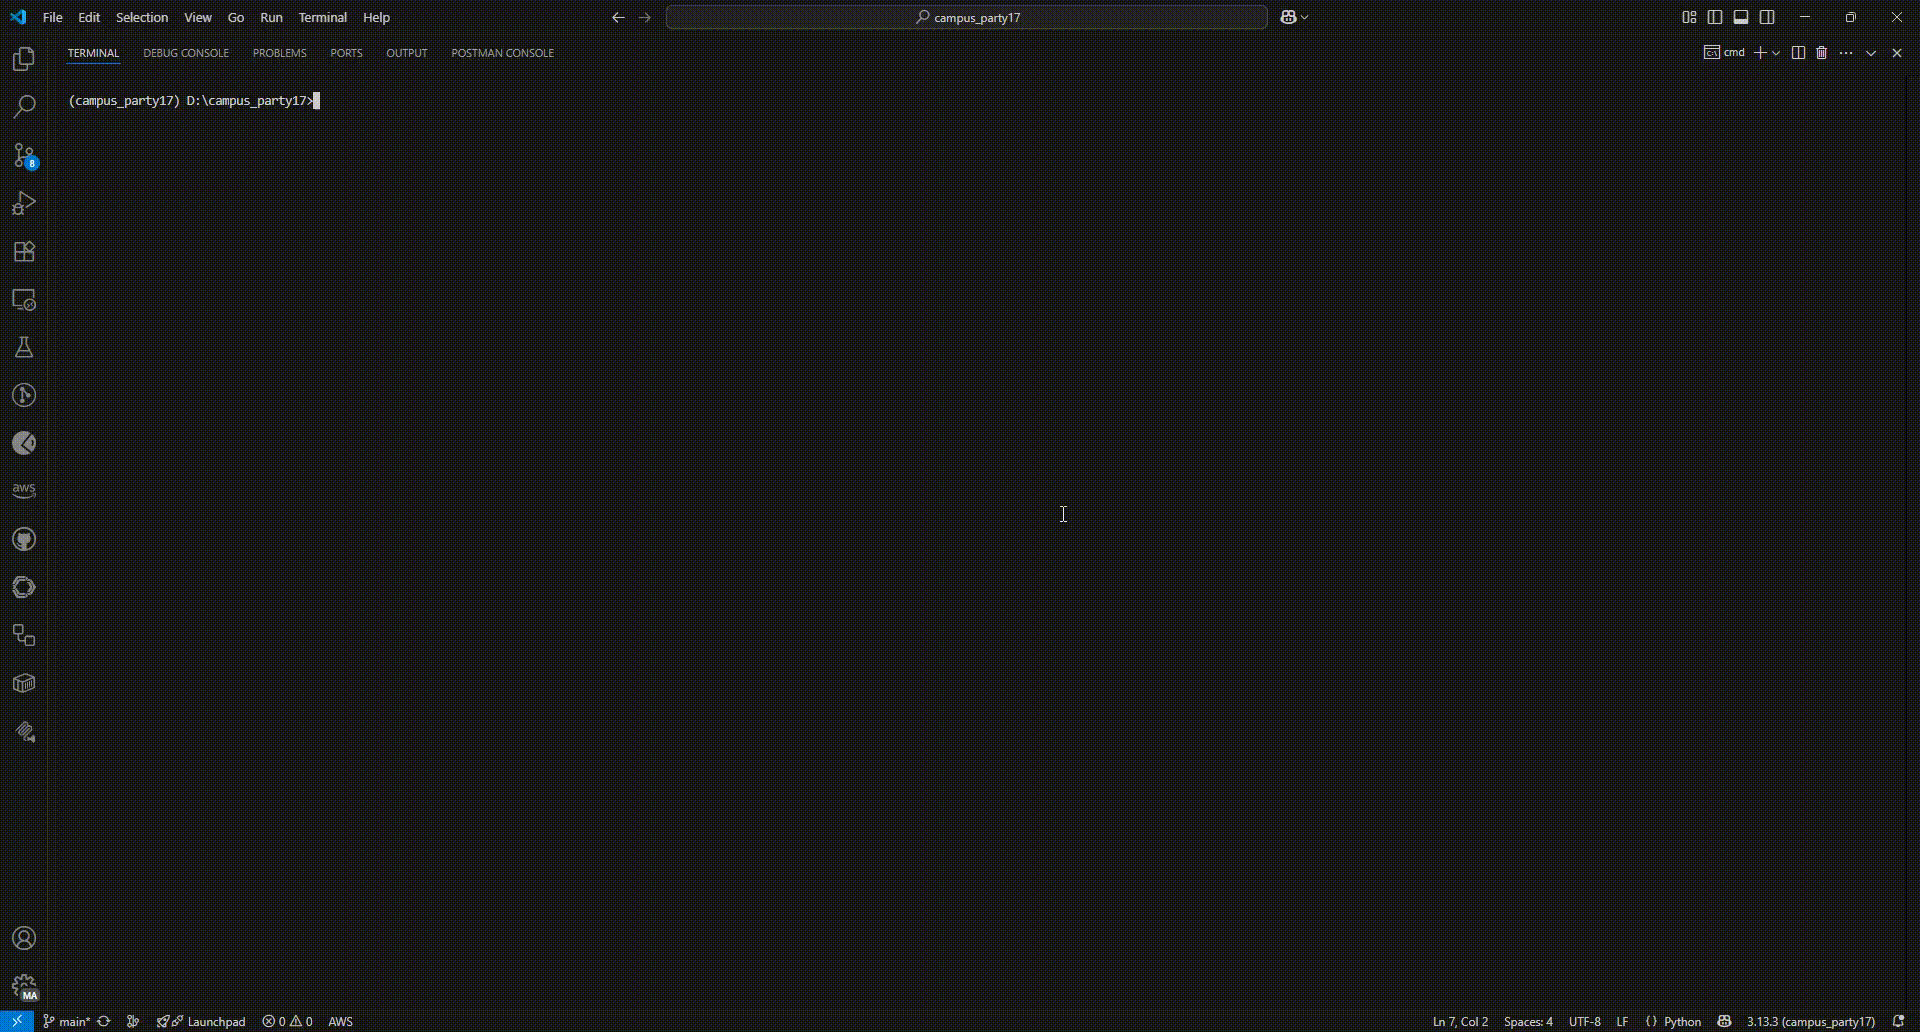 File Edit Selection View Go Run Terminal Help
campus_party17
TERMINAL DEBUG CONSOLE PROBLEMS PORTS OUTPUT POSTMAN CONSOLE
cmd
(campus_party17) D:\campus_party17>
8
aws
MA
main* Launchpad 0 0 AWS
Ln 7, Col 2 Spaces: 4 UTF-8 LF {} Python 3.13.3 (campus_party17)